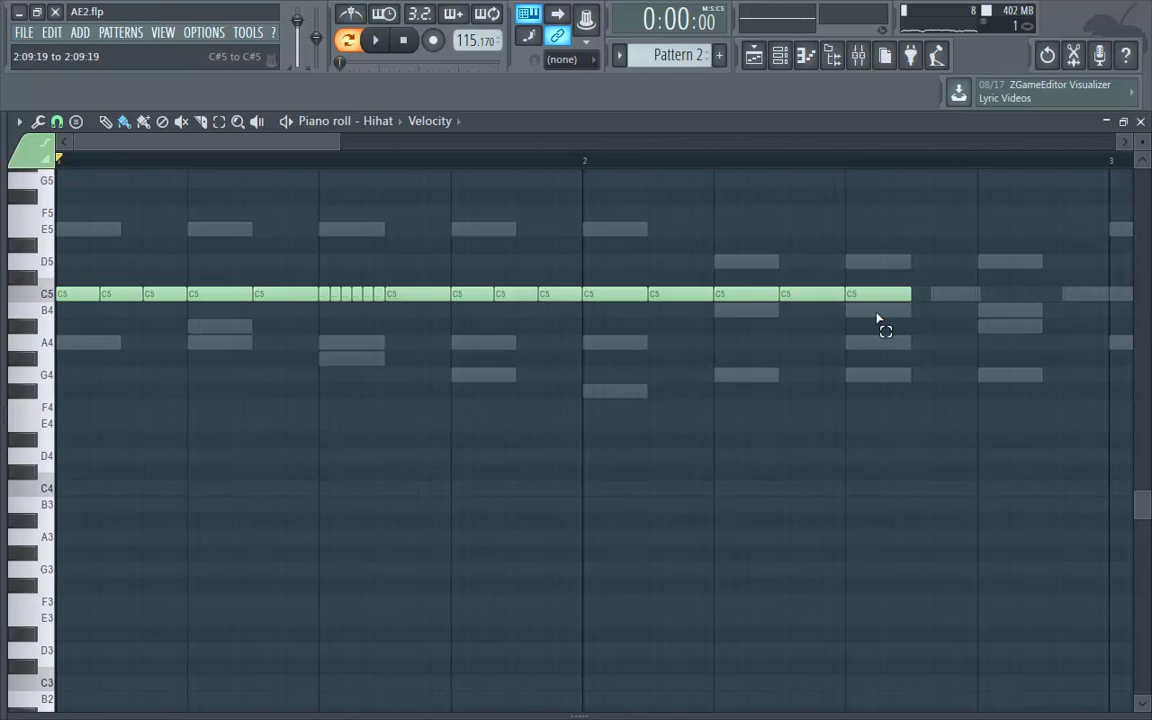 AE2.flp
FILE EDIT ADD PATTERNS VIEW OPTIONS TOOLS ?
2:09:19 to 2:09:19 C#5 to C#5
3.2.
115.170
(none)
M:S:CS
0:00:00
Pattern 2
8
402 MB
1
08/17 ZGameEditor Visualizer
Lyric Videos
Piano roll - Hihat Velocity
2
3
G5
F5
E5
D5
C5
B4
A4
G4
F4
E4
D4
C4
B3
A3
G3
F3
E3
D3
C3
B2
C5 C5 C5 C5 C5 C5 C5 C5 C5 C5 C5 C5 C5 C5